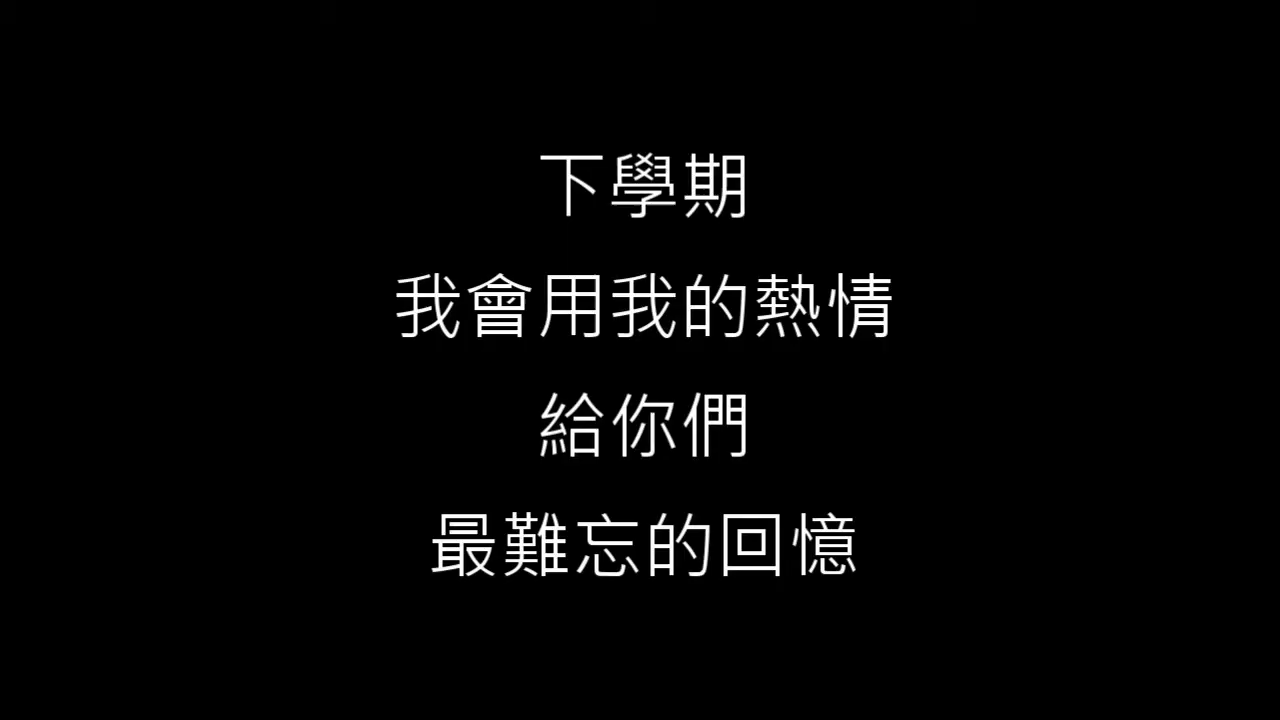 下學期
我會用我的熱情
給你們
最難忘的回憶